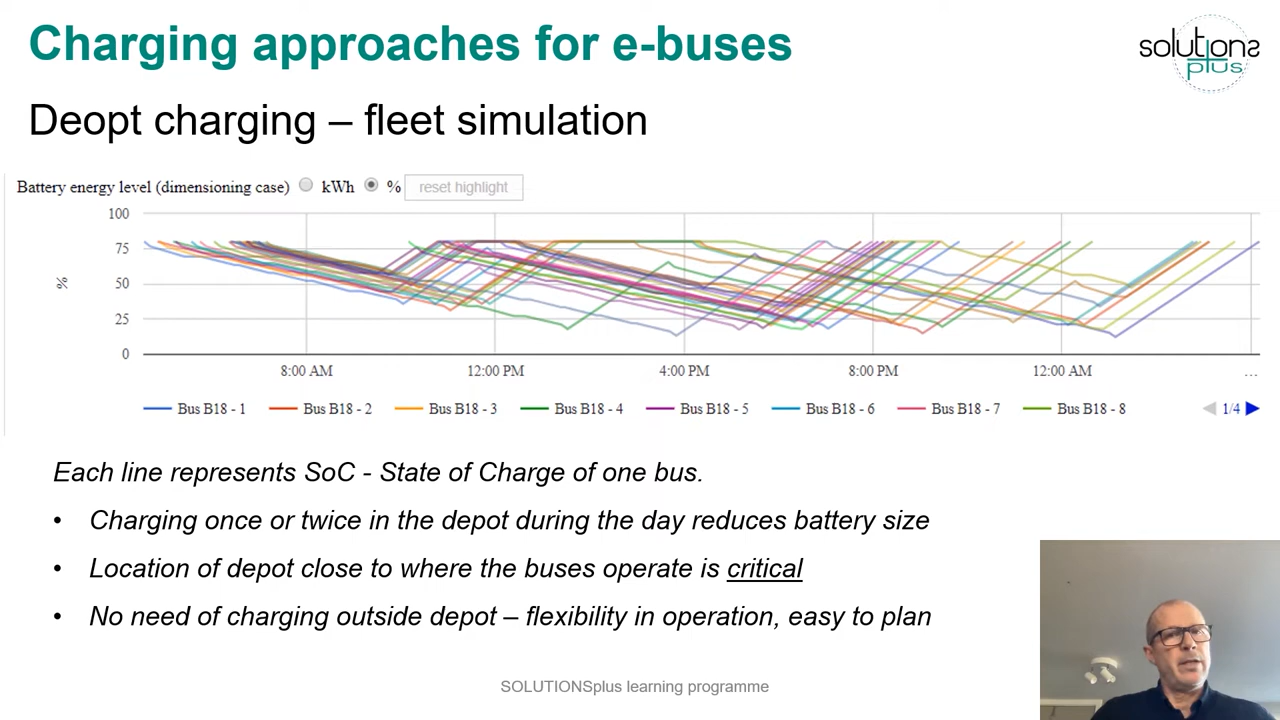 Charging approaches for e-buses
solutions
plus
Deopt charging – fleet simulation
Battery energy level (dimensioning case) kWh % reset highlight
100
75
50
25
0
%
8:00 AM 12:00 PM 4:00 PM 8:00 PM 12:00 AM ...
Bus B18 - 1 Bus B18 - 2 Bus B18 - 3 Bus B18 - 4 Bus B18 - 5 Bus B18 - 6 Bus B18 - 7 Bus B18 - 8 1/4
Each line represents SoC - State of Charge of one bus.
• Charging once or twice in the depot during the day reduces battery size
• Location of depot close to where the buses operate is critical
• No need of charging outside depot – flexibility in operation, easy to plan
SOLUTIONSplus learning programme